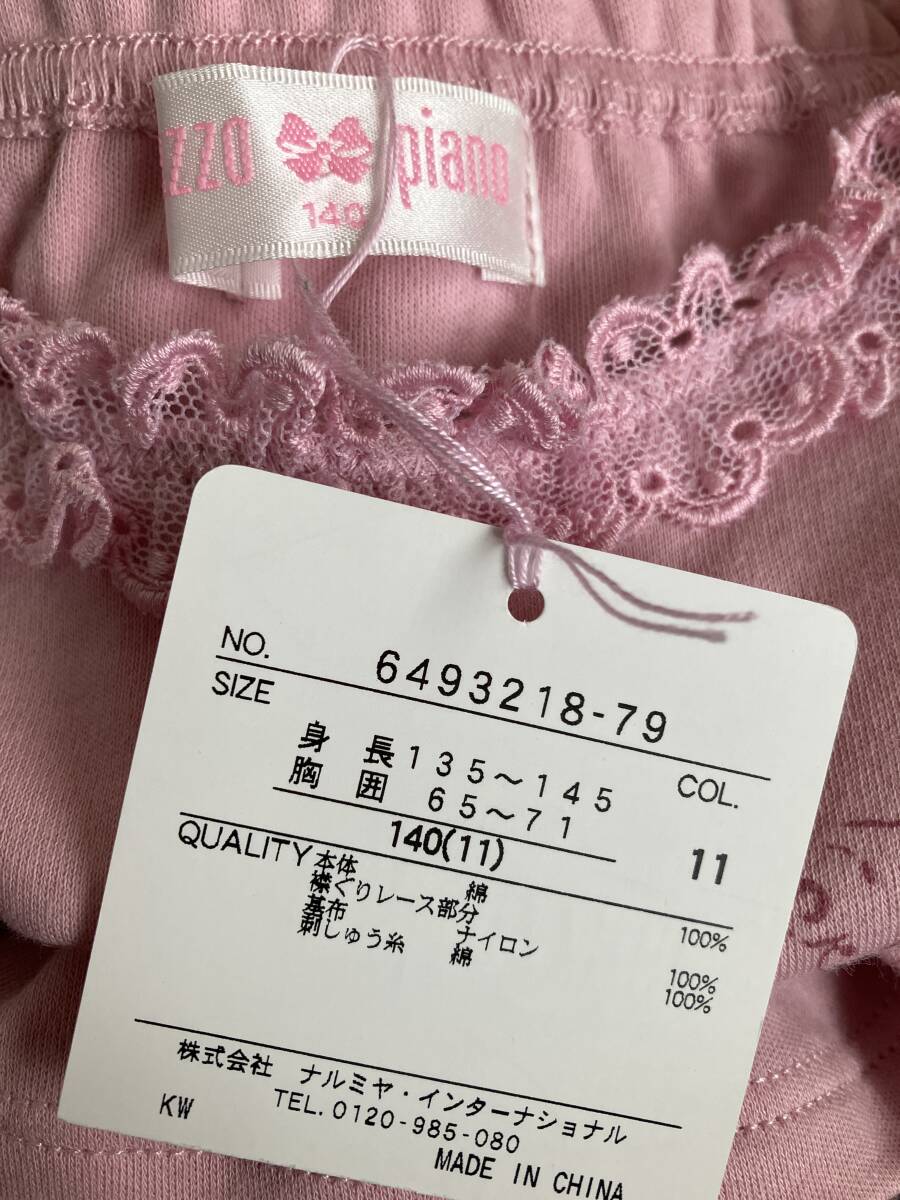 zzo piano
140
NO. 6493218-79
SIZE
身長 135～145
胸囲 65～71
140(11)
COL.
11
QUALITY 本体 綿 100%
襟ぐりレース部分
基布 ナイロン 100%
刺しゅう糸 綿 100%
株式会社 ナルミヤ・インターナショナル
TEL.0120-985-080
KW
MADE IN CHINA